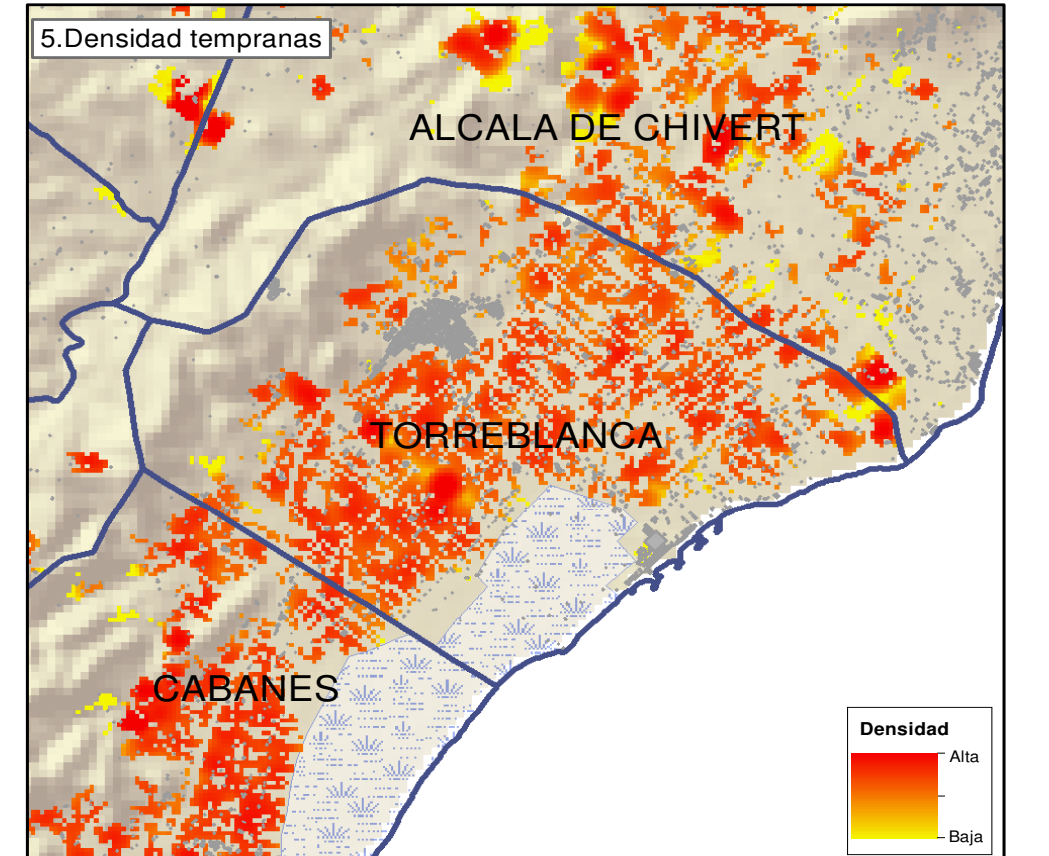 5.Densidad tempranas
ALCALA DE CHIVERT
TORREBLANCA
CABANES
Densidad
Alta
Baja